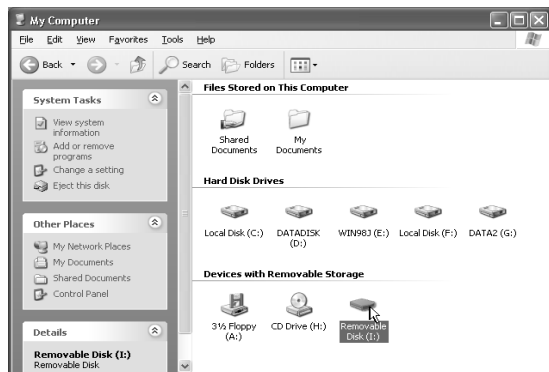 My Computer
File Edit View Favorites Tools Help
Back Search Folders
System Tasks
View system
information
Add or remove
programs
Change a setting
Eject this disk
Other Places
My Network Places
My Documents
Shared Documents
Control Panel
Details
Removable Disk (I:)
Removable Disk
Files Stored on This Computer
Shared
Documents
My
Documents
Hard Disk Drives
Local Disk (C:) DATADISK
(D:) WIN98J (E:) Local Disk (F:) DATA2 (G:)
Devices with Removable Storage
3½ Floppy
(A:)
CD Drive (H:)
Removable
Disk (I:)